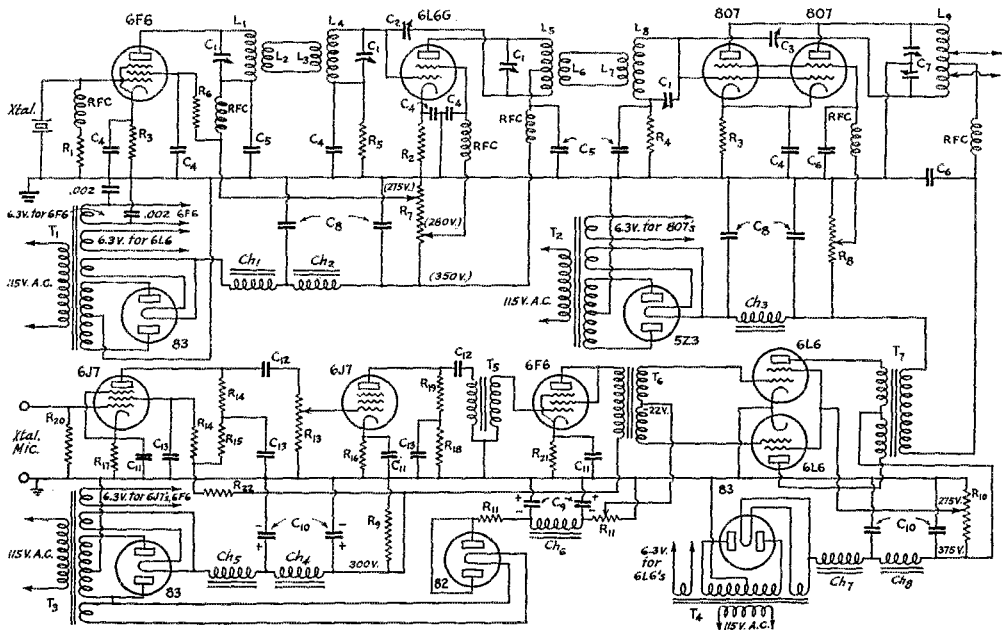 6F6 L1 L4 C2 6L6G L5 L8 807 807 L9
C1 L2 L3 C1 C1 L6 L7 C3 C7
Xtal. RFC R6 C4 C4 C1 RFC
R1 C4 R3 C4 RFC C5 C4 R5 R2 RFC RFC C5 R4 R3 C4 C6 RFC
.002 C6
6.3V. for 6F6 .002 6F6 (275V.)
6.3V. for 6L6 C8 R7 (280V.) 6.3V. for 807's C8 R8
T1 T2
115V. A.C. Ch1 Ch2 (350V.) 115V. A.C. Ch3
83 5Z3
6J7 C12 6J7 C12 T5 6F6 T6 6L6 T7
R14 R19 22V.
R20 C13 R14 R15 C13 R13 C13 R18
Xtal. Mic. R17 C11 R16 C11 R21 C11 6L6
6.3V. for 6J7's, 6F6 R22 C9 83 R10
C10 R9 R11 R11 275V.
115V. A.C. Ch5 Ch4 300V. Ch6 6.3V. for 6L6's C10 375V.
T3 83 82 Ch7 Ch8
T4
115V. A.C.
- + + - + - - +